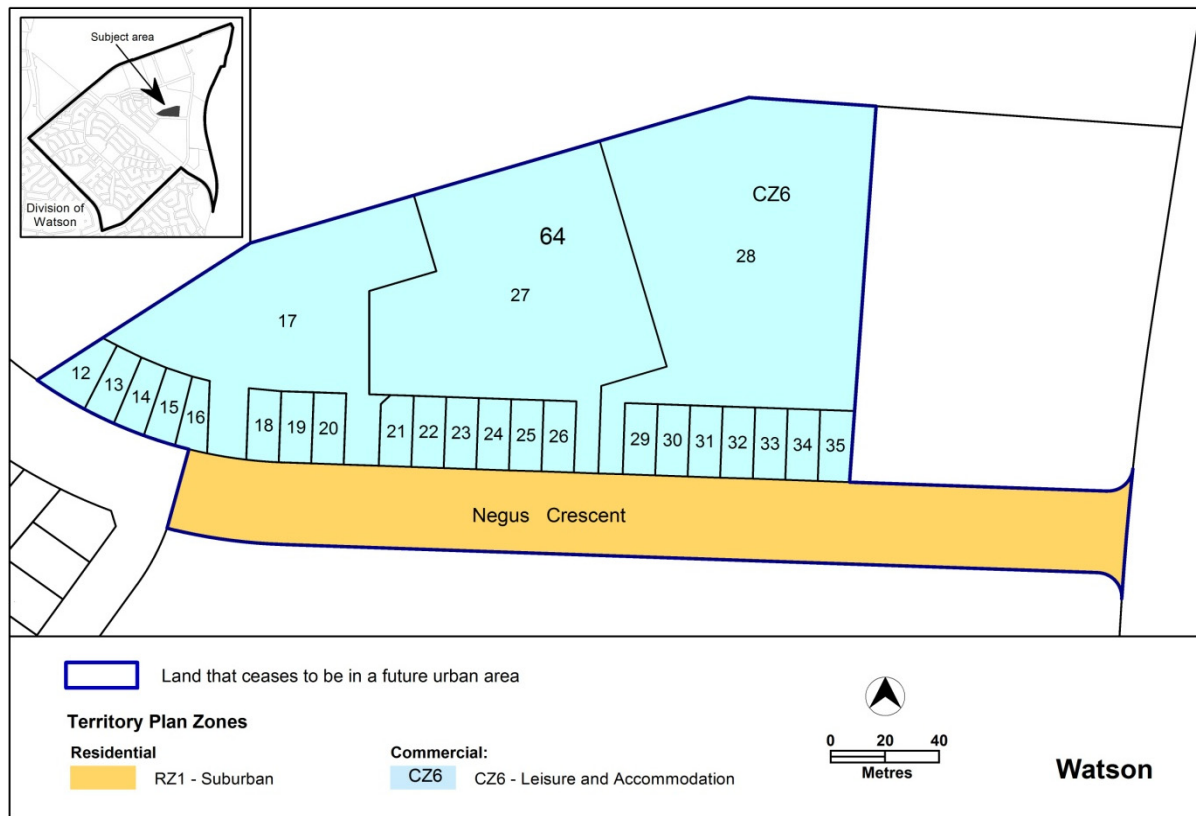 Subject area
Division of
Watson
CZ6
64
28
27
17
12
13
14
15
16
18
19
20
21
22
23
24
25
26
29
30
31
32
33
34
35
Negus Crescent
Land that ceases to be in a future urban area
Territory Plan Zones
Residential
Commercial:
RZ1 - Suburban
CZ6
CZ6 - Leisure and Accommodation
0 20 40
Metres
Watson